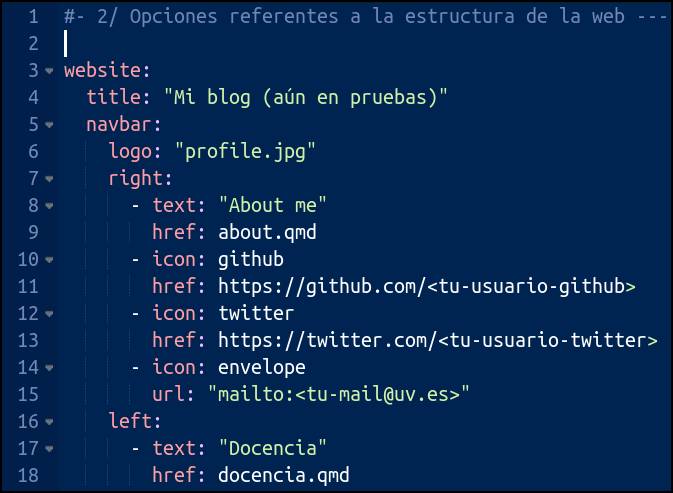 1 #- 2/ Opciones referentes a la estructura de la web ---
2
3 website:
4   title: "Mi blog (aún en pruebas)"
5   navbar:
6     logo: "profile.jpg"
7     right:
8       - text: "About me"
9         href: about.qmd
10       - icon: github
11         href: https://github.com/<tu-usuario-github>
12       - icon: twitter
13         href: https://twitter.com/<tu-usuario-twitter>
14       - icon: envelope
15         url: "mailto:<tu-mail@uv.es>"
16     left:
17       - text: "Docencia"
18         href: docencia.qmd